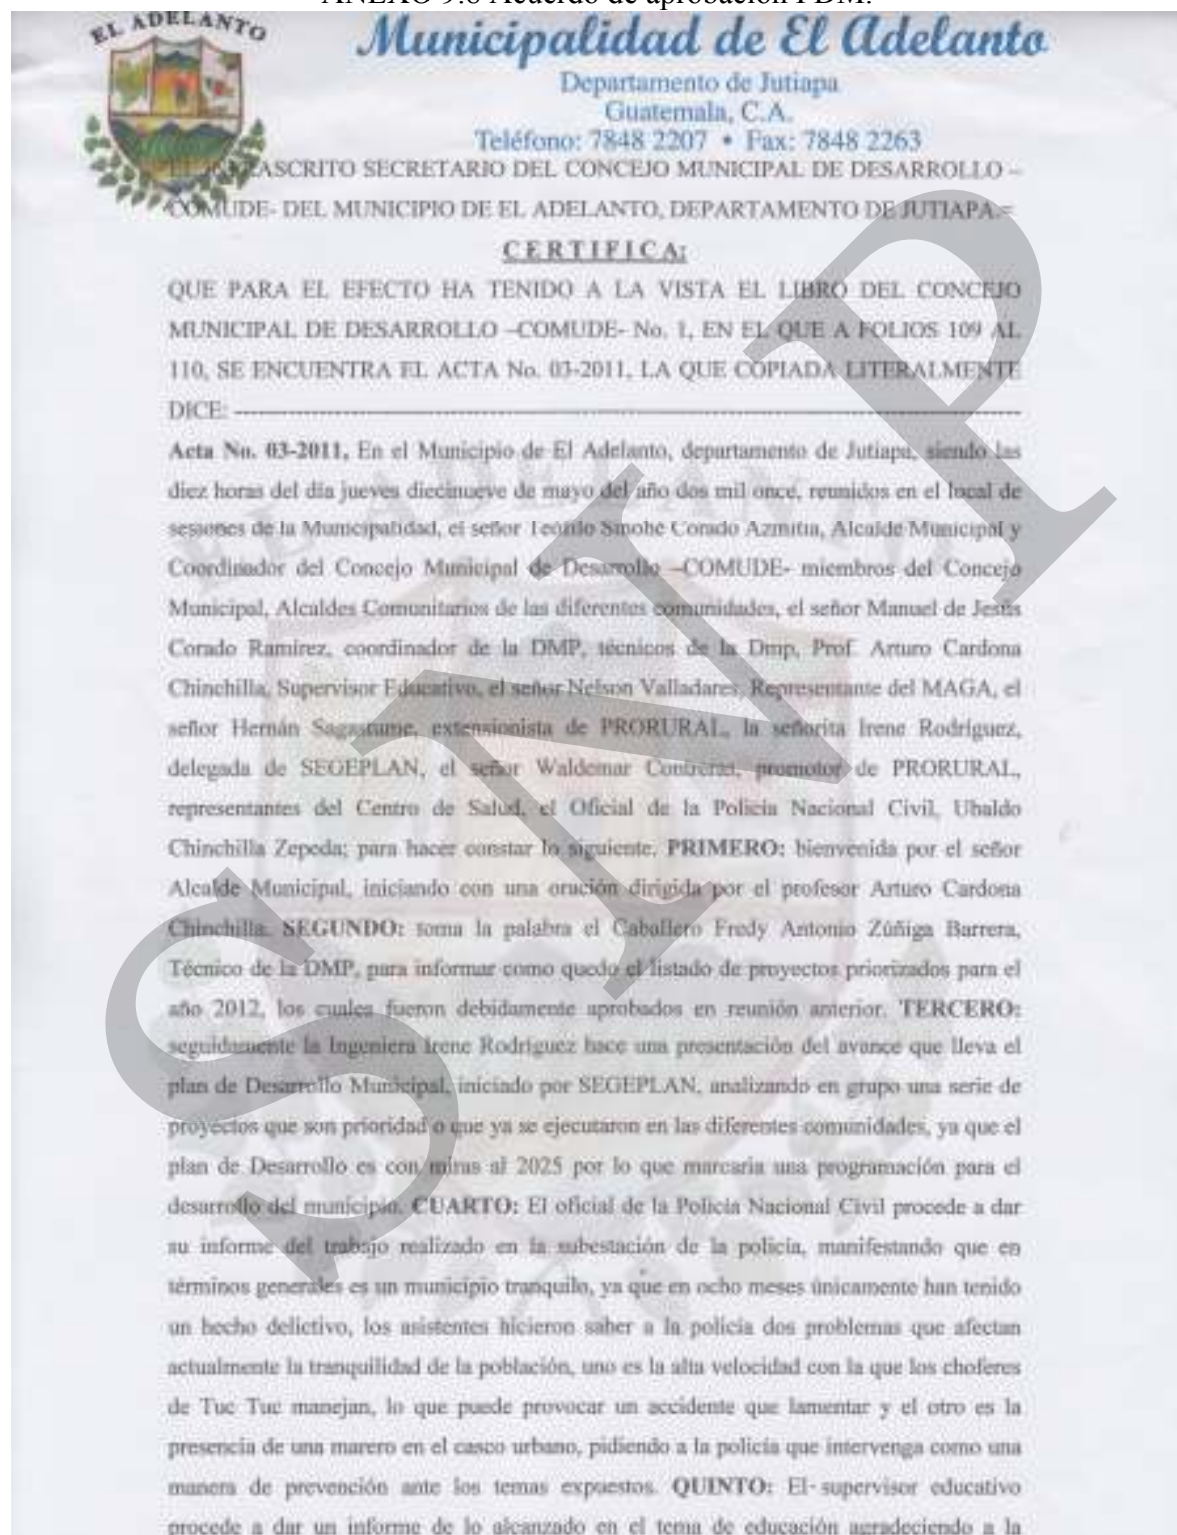 ANEXO 9.8 Acuerdo de aprobación PDM.
EL ADELANTO
Municipalidad de El Adelanto
Departamento de Jutiapa
Guatemala, C.A.
Teléfono: 7848 2207 • Fax: 7848 2263
EL INFRASCRITO SECRETARIO DEL CONCEJO MUNICIPAL DE DESARROLLO –
COMUDE- DEL MUNICIPIO DE EL ADELANTO, DEPARTAMENTO DE JUTIAPA.=
CERTIFICA:
QUE PARA EL EFECTO HA TENIDO A LA VISTA EL LIBRO DEL CONCEJO
MUNICIPAL DE DESARROLLO –COMUDE- No. 1, EN EL QUE A FOLIOS 109 AL
110, SE ENCUENTRA EL ACTA No. 03-2011, LA QUE COPIADA LITERALMENTE
DICE: ---
Acta No. 03-2011, En el Municipio de El Adelanto, departamento de Jutiapa, siendo las
diez horas del día jueves diecinueve de mayo del año dos mil once, reunidos en el local de
sesiones de la Municipalidad, el señor Teófilo Smohe Corado Azmitia, Alcalde Municipal y
Coordinador del Concejo Municipal de Desarrollo –COMUDE- miembros del Concejo
Municipal, Alcaldes Comunitarios de las diferentes comunidades, el señor Manuel de Jesús
Corado Ramírez, coordinador de la DMP, técnicos de la Dmp, Prof. Arturo Cardona
Chinchilla, Supervisor Educativo, el señor Nelson Valladares, Representante del MAGA, el
señor Hernán Sagastume, extensionista de PRORURAL, la señorita Irene Rodríguez,
delegada de SEGEPLAN, el señor Waldemar Contreras, promotor de PRORURAL,
representantes del Centro de Salud, el Oficial de la Policía Nacional Civil, Ubaldo
Chinchilla Zepeda; para hacer constar lo siguiente. PRIMERO: bienvenida por el señor
Alcalde Municipal, iniciando con una oración dirigida por el profesor Arturo Cardona
Chinchilla. SEGUNDO: toma la palabra el Caballero Fredy Antonio Zúñiga Barrera,
Técnico de la DMP, para informar como quedo el listado de proyectos priorizados para el
año 2012, los cuales fueron debidamente aprobados en reunión anterior. TERCERO:
seguidamente la Ingeniera Irene Rodríguez hace una presentación del avance que lleva el
plan de Desarrollo Municipal, iniciado por SEGEPLAN, analizando en grupo una serie de
proyectos que son prioridad o que ya se ejecutaron en las diferentes comunidades, ya que el
plan de Desarrollo es con miras al 2025 por lo que marcaria una programación para el
desarrollo del municipio. CUARTO: El oficial de la Policía Nacional Civil procede a dar
su informe del trabajo realizado en la subestación de la policía, manifestando que en
términos generales es un municipio tranquilo, ya que en ocho meses únicamente han tenido
un hecho delictivo, los asistentes hicieron saber a la policía dos problemas que afectan
actualmente la tranquilidad de la población, uno es la alta velocidad con la que los choferes
de Tuc Tuc manejan, lo que puede provocar un accidente que lamentar y el otro es la
presencia de una marero en el casco urbano, pidiendo a la policía que intervenga como una
manera de prevención ante los temas expuestos. QUINTO: El supervisor educativo
procede a dar un informe de lo alcanzado en el tema de educación agradeciendo a la
SNIP